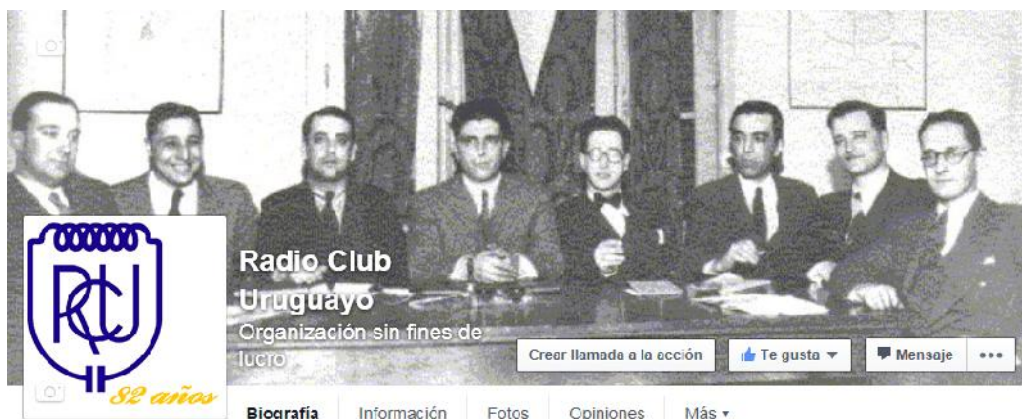 Radio Club
Uruguayo
Organización sin fines de
lucro
Crear llamada a la acción
Te gusta
Mensaje
RCU
82 años
Biografía
Información
Fotos
Opiniones
Más